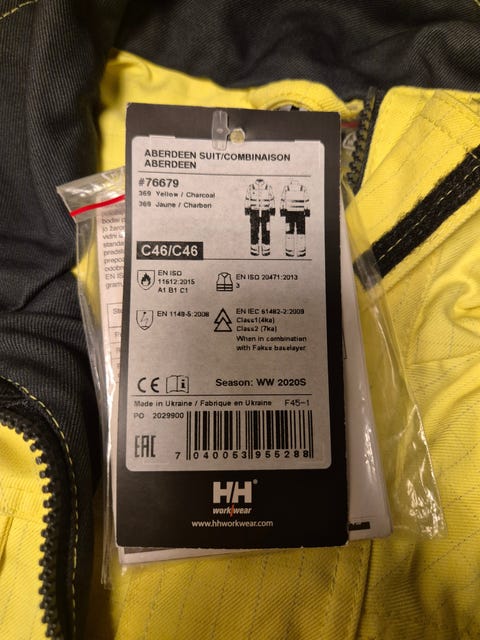 ABERDEEN SUIT/COMBINAISON
ABERDEEN
#76679
369 Yellow / Charcoal
369 Jaune / Charbon
C46/C46
EN ISO
11612:2015
A1 B1 C1
EN ISO 20471:2013
3
EN 1149-5:2008
EN IEC 61482-2:2009
Class1(4ka)
Class2 (7ka)
When in combination
with Fakse baselayer
CE
Season: WW 2020S
Made in Ukraine / Fabrique en Ukraine
F45-1
PO 2029900
EAC
7 040053 955288
HH®
workwear
www.hhworkwear.com